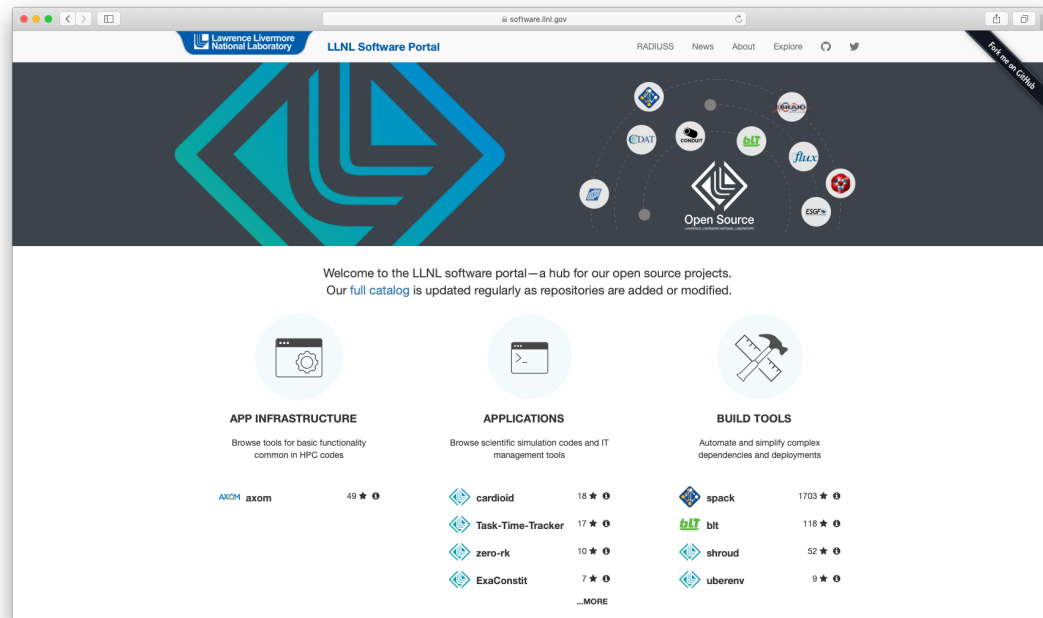 software.llnl.gov
Lawrence Livermore
National Laboratory
LLNL Software Portal
RADIUSS News About Explore
Fork me on GitHub
BRAID
CDAT
CONDUIT
bLT
flux
ESGF
Open Source
LAWRENCE LIVERMORE NATIONAL LABORATORY
Welcome to the LLNL software portal—a hub for our open source projects.
Our full catalog is updated regularly as repositories are added or modified.
>_
APP INFRASTRUCTURE
Browse tools for basic functionality
common in HPC codes
AXOM axom 49 ★
APPLICATIONS
Browse scientific simulation codes and IT
management tools
cardioid 18 ★
Task-Time-Tracker 17 ★
zero-rk 10 ★
ExaConstit 7 ★
...MORE
BUILD TOOLS
Automate and simplify complex
dependencies and deployments
spack 1703 ★
bLT blt 118 ★
shroud 52 ★
uberenv 9 ★